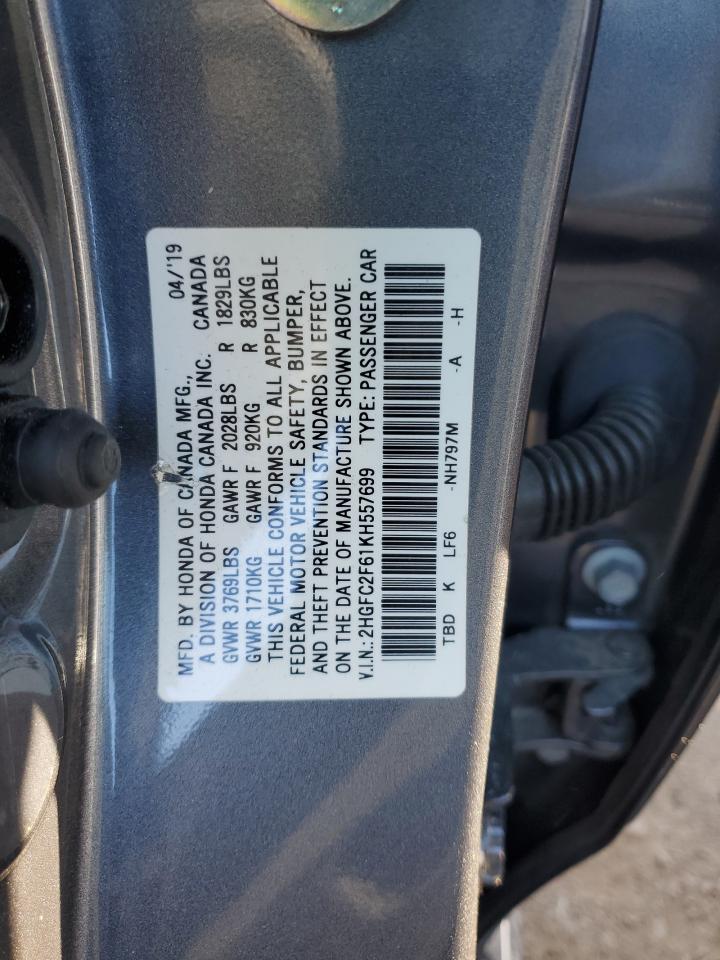 MFD. BY HONDA OF CANADA MFG., 04/'19
A DIVISION OF HONDA CANADA INC. CANADA
GVWR 3769LBS GAWR F 2028LBS R 1829LBS
GVWR 1710KG GAWR F 920KG R 830KG
THIS VEHICLE CONFORMS TO ALL APPLICABLE
FEDERAL MOTOR VEHICLE SAFETY, BUMPER,
AND THEFT PREVENTION STANDARDS IN EFFECT
ON THE DATE OF MANUFACTURE SHOWN ABOVE.
V.I.N.: 2HGFC2F61KH557699 TYPE: PASSENGER CAR
TBD K LF6 -NH797M -A -H